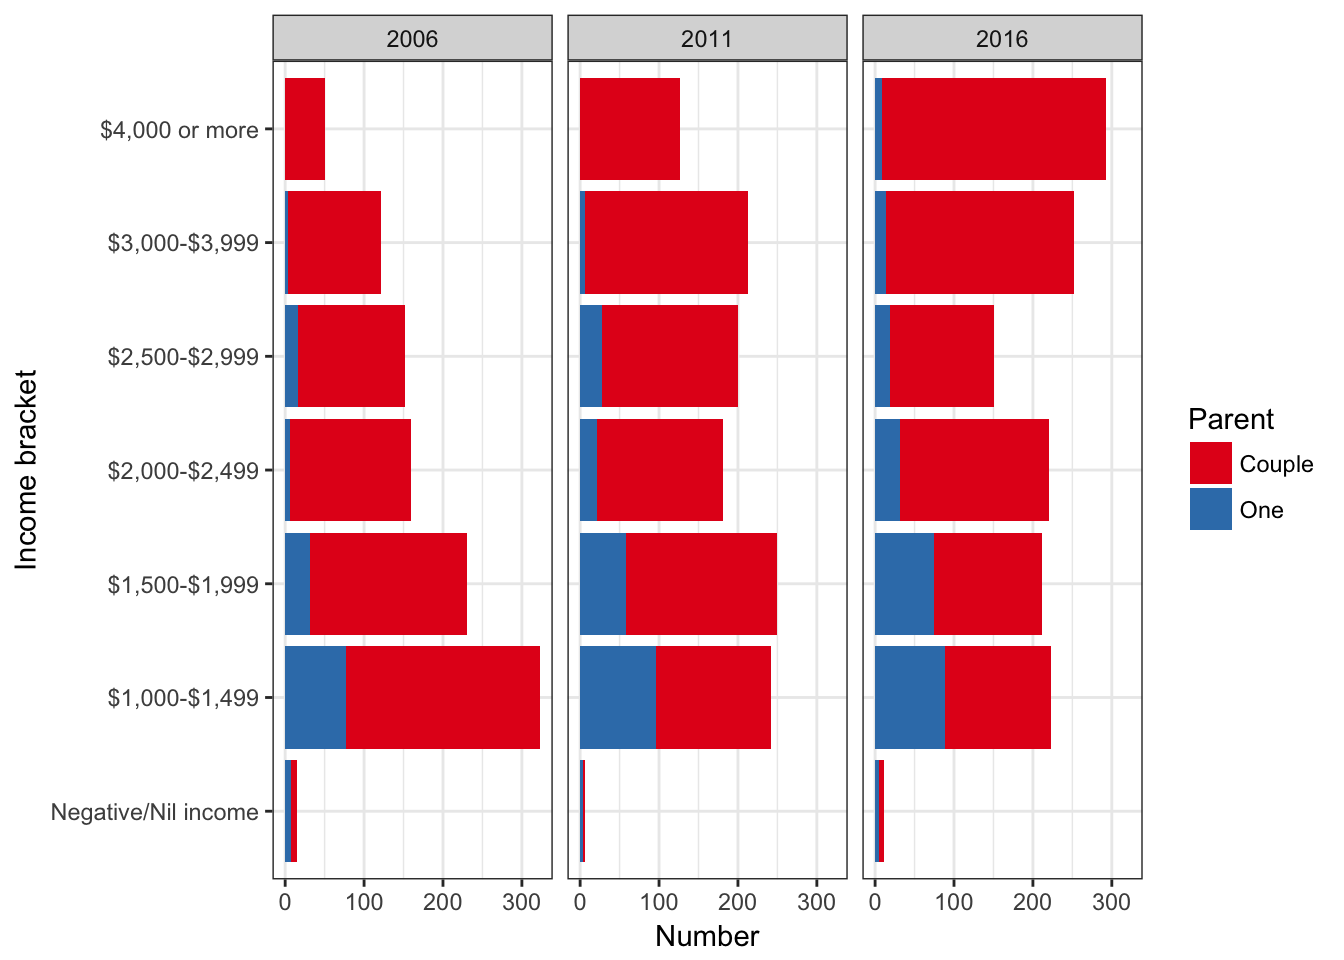 2006
2011
2016
Income bracket
$4,000 or more
$3,000-$3,999
$2,500-$2,999
$2,000-$2,499
$1,500-$1,999
$1,000-$1,499
Negative/Nil income
0 100 200 300
0 100 200 300
0 100 200 300
Number
Parent
Couple
One